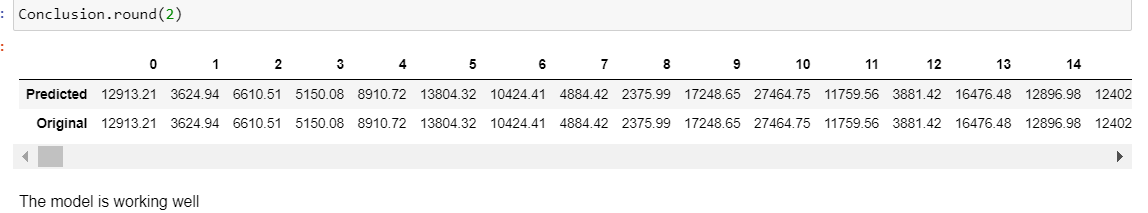 : Conclusion.round(2)
:
0 1 2 3 4 5 6 7 8 9 10 11 12 13 14
Predicted 12913.21 3624.94 6610.51 5150.08 8910.72 13804.32 10424.41 4884.42 2375.99 17248.65 27464.75 11759.56 3881.42 16476.48 12896.98 12402
Original 12913.21 3624.94 6610.51 5150.08 8910.72 13804.32 10424.41 4884.42 2375.99 17248.65 27464.75 11759.56 3881.42 16476.48 12896.98 12402
The model is working well